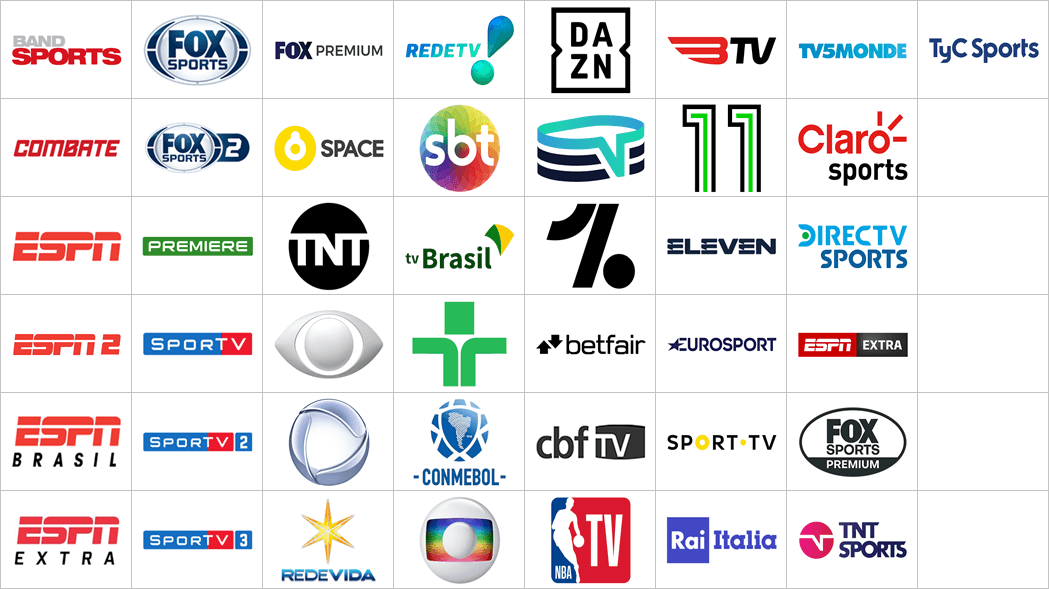 BAND
SPORTS
FOX
SPORTS
FOX PREMIUM
REDETV
DA
ZN
BTV
TV5MONDE
TyC Sports
COMBATE
FOX
SPORTS 2
SPACE
sbt
11
Claro
sports
ESPN
PREMIERE
TNT
tv Brasil
1
ELEVEN
DIRECTV
SPORTS
ESPN 2
SPORTV
betfair
EUROSPORT
ESPN EXTRA
ESPN
BRASIL
SPORTV 2
-CONMEBOL-
cbf TV
SPORT•TV
FOX
SPORTS
PREMIUM
ESPN
EXTRA
SPORTV 3
REDEVIDA
NBA
TV
Rai Italia
TNT
SPORTS